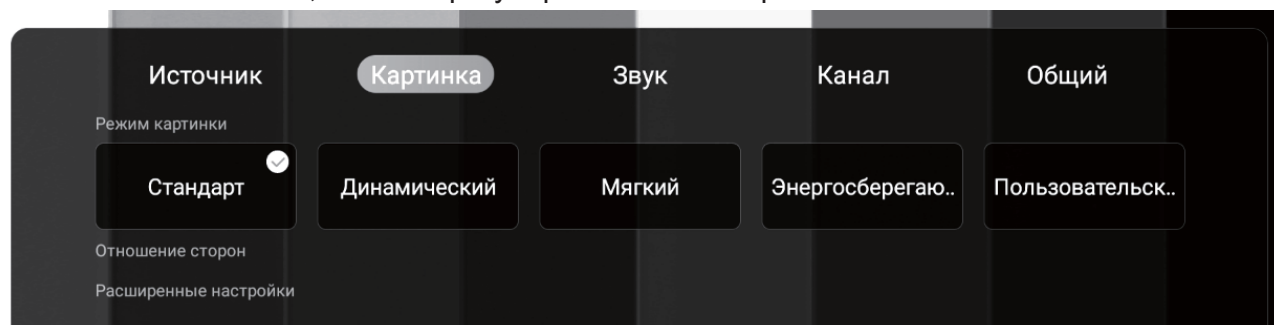 Источник Картинка Звук Канал Общий
Режим картинки
Стандарт Динамический Мягкий Энергосберегаю.. Пользовательск..
Отношение сторон
Расширенные настройки